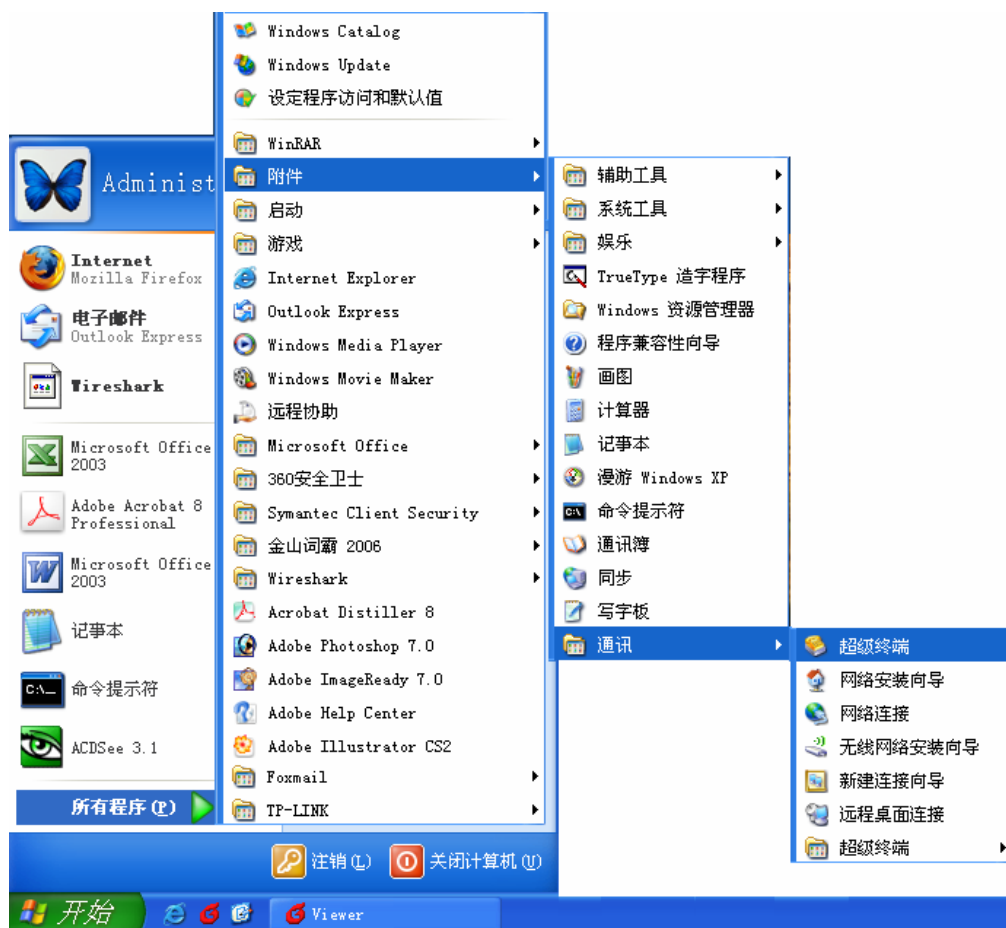 Windows Catalog
Windows Update
设定程序访问和默认值
WinRAR
附件
启动
游戏
Internet Explorer
Outlook Express
Windows Media Player
Windows Movie Maker
远程协助
Microsoft Office
360安全卫士
Symantec Client Security
金山词霸 2006
Wireshark
Acrobat Distiller 8
Adobe Photoshop 7.0
Adobe ImageReady 7.0
Adobe Help Center
Adobe Illustrator CS2
Foxmail
TP-LINK
Administ
Internet
Mozilla Firefox
电子邮件
Outlook Express
Wireshark
Microsoft Office
2003
Adobe Acrobat 8
Professional
Microsoft Office
2003
记事本
命令提示符
ACDSee 3.1
所有程序(P)
辅助工具
系统工具
娱乐
TrueType 造字程序
Windows 资源管理器
程序兼容性向导
画图
计算器
记事本
漫游 Windows XP
命令提示符
通讯簿
同步
写字板
通讯
超级终端
网络安装向导
网络连接
无线网络安装向导
新建连接向导
远程桌面连接
超级终端
注销(L)
关闭计算机(U)
开始
Viewer